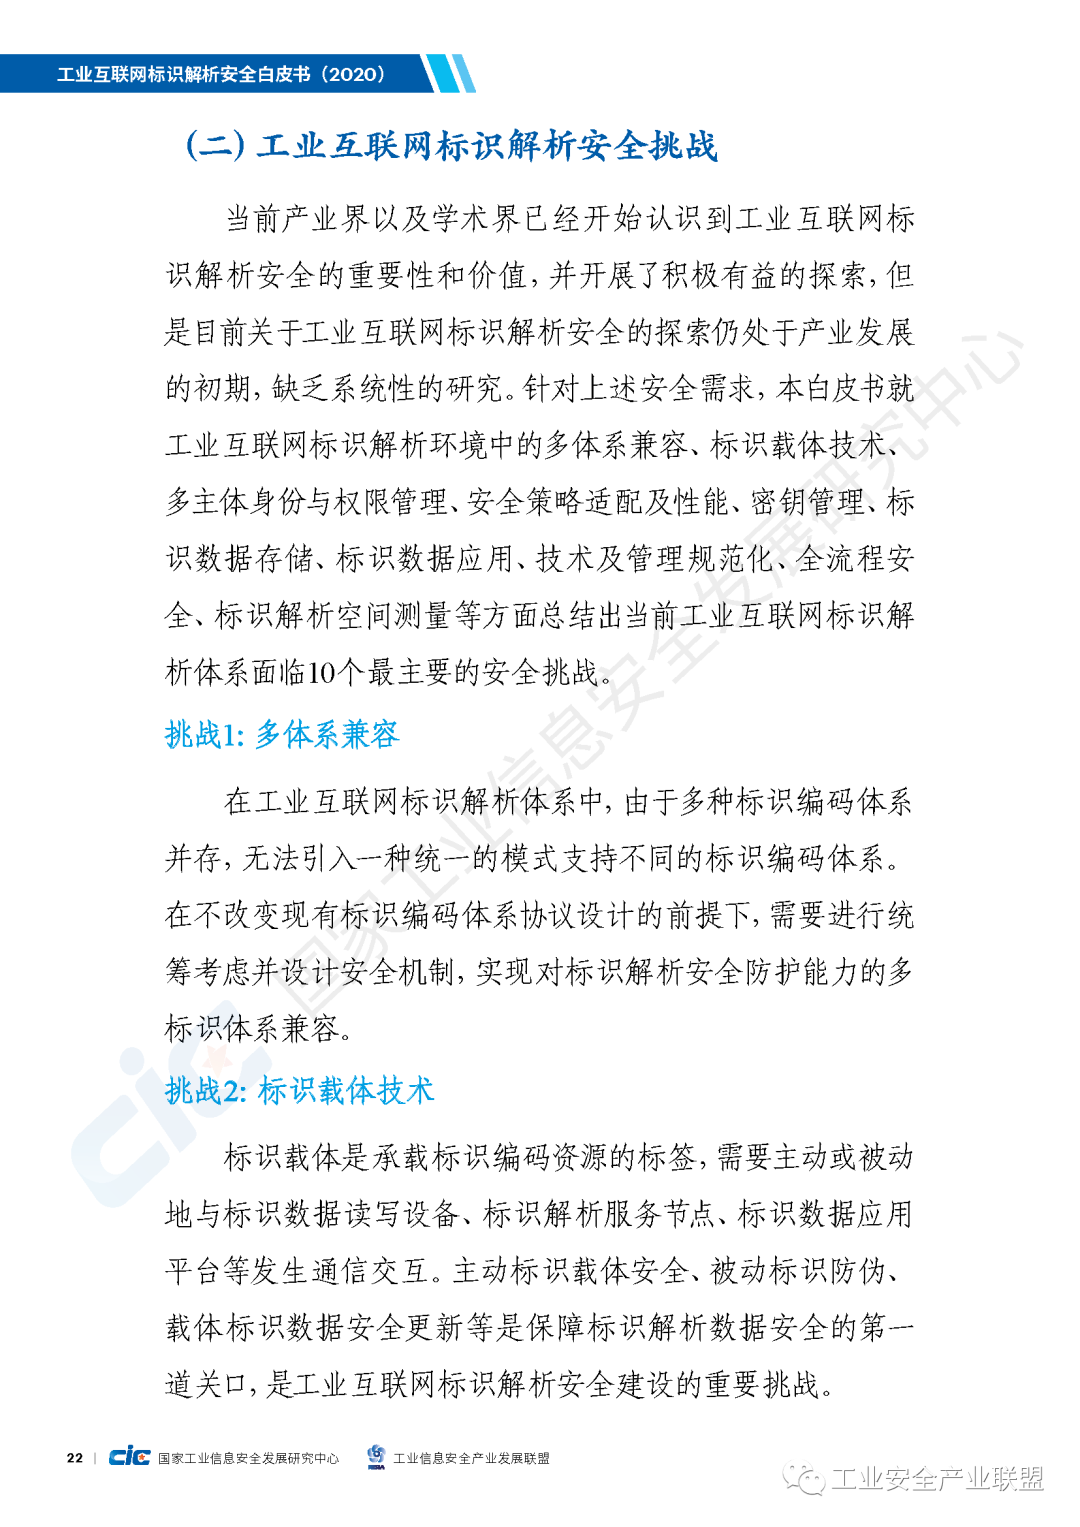 工业互联网标识解析安全白皮书（2020）
（二）工业互联网标识解析安全挑战
当前产业界以及学术界已经开始认识到工业互联网标
识解析安全的重要性和价值，并开展了积极有益的探索，但
是目前关于工业互联网标识解析安全的探索仍处于产业发展
的初期，缺乏系统性的研究。针对上述安全需求，本白皮书就
工业互联网标识解析环境中的多体系兼容、标识载体技术、
多主体身份与权限管理、安全策略适配及性能、密钥管理、标
识数据存储、标识数据应用、技术及管理规范化、全流程安
全、标识解析空间测量等方面总结出当前工业互联网标识解
析体系面临10个最主要的安全挑战。
挑战1：多体系兼容
在工业互联网标识解析体系中，由于多种标识编码体系
并存，无法引入一种统一的模式支持不同的标识编码体系。
在不改变现有标识编码体系协议设计的前提下，需要进行统
筹考虑并设计安全机制，实现对标识解析安全防护能力的多
标识体系兼容。
挑战2：标识载体技术
标识载体是承载标识编码资源的标签，需要主动或被动
地与标识数据读写设备、标识解析服务节点、标识数据应用
平台等发生通信交互。主动标识载体安全、被动标识防伪、
载体标识数据安全更新等是保障标识解析数据安全的第一
道关口，是工业互联网标识解析安全建设的重要挑战。
国家工业信息安全发展研究中心
CIC
22 | CIC 国家工业信息安全发展研究中心 工业信息安全产业发展联盟
工业安全产业联盟